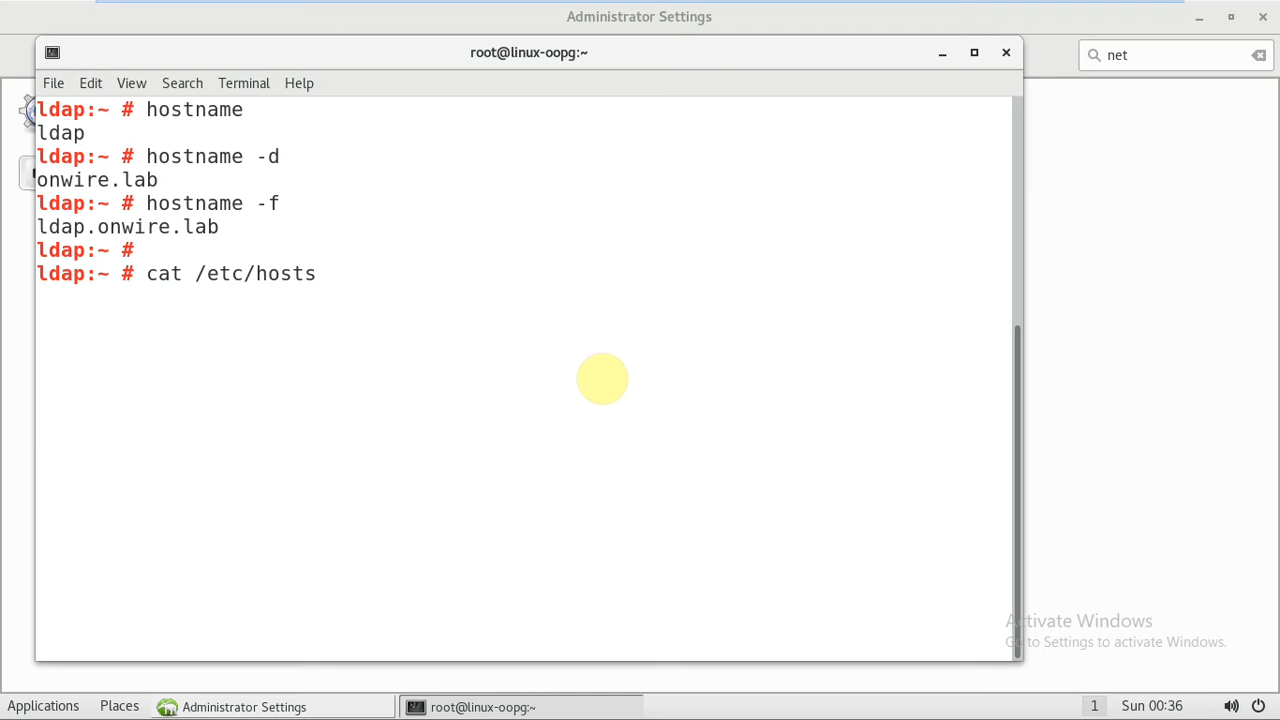 Administrator Settings
net
root@linux-oopg:~
File Edit View Search Terminal Help
ldap:~ # hostname
ldap
ldap:~ # hostname -d
onwire.lab
ldap:~ # hostname -f
ldap.onwire.lab
ldap:~ #
ldap:~ # cat /etc/hosts
Activate Windows
Go to Settings to activate Windows.
Applications Places Administrator Settings root@linux-oopg:~ 1 Sun 00:36